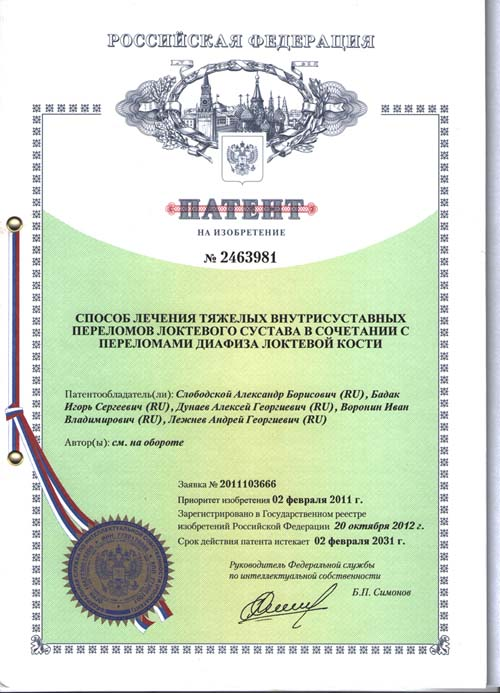 РОССИЙСКАЯ ФЕДЕРАЦИЯ
ПАТЕНТ
НА ИЗОБРЕТЕНИЕ
№ 2463981
СПОСОБ ЛЕЧЕНИЯ ТЯЖЕЛЫХ ВНУТРИСУСТАВНЫХ
ПЕРЕЛОМОВ ЛОКТЕВОГО СУСТАВА В СОЧЕТАНИИ С
ПЕРЕЛОМАМИ ДИАФИЗА ЛОКТЕВОЙ КОСТИ
Патентообладатель(ли): Слободской Александр Борисович (RU), Бадак
Игорь Сергеевич (RU), Дунаев Алексей Георгиевич (RU), Воронин Иван
Владимирович (RU), Лежнев Андрей Георгиевич (RU)
Автор(ы): см. на обороте
Заявка № 2011103666
Приоритет изобретения 02 февраля 2011 г.
Зарегистрировано в Государственном реестре
изобретений Российской Федерации 20 октября 2012 г.
Срок действия патента истекает 02 февраля 2031 г.
Руководитель Федеральной службы
по интеллектуальной собственности
Б.П. Симонов